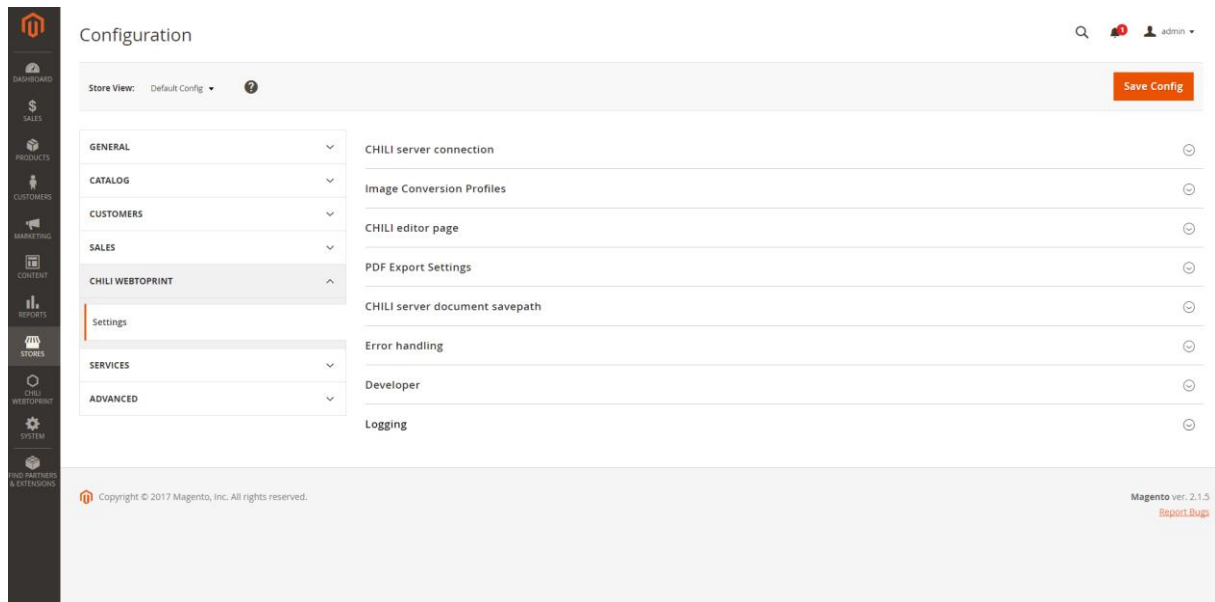 Configuration
1
admin
DASHBOARD
SALES
PRODUCTS
CUSTOMERS
MARKETING
CONTENT
REPORTS
STORES
CHILI
WEBTOPRINT
SYSTEM
FIND PARTNERS
& EXTENSIONS
Store View: Default Config ?
Save Config
GENERAL
CATALOG
CUSTOMERS
SALES
CHILI WEBTOPRINT
Settings
SERVICES
ADVANCED
CHILI server connection
Image Conversion Profiles
CHILI editor page
PDF Export Settings
CHILI server document savepath
Error handling
Developer
Logging
Copyright © 2017 Magento, Inc. All rights reserved.
Magento ver. 2.1.5
Report Bugs